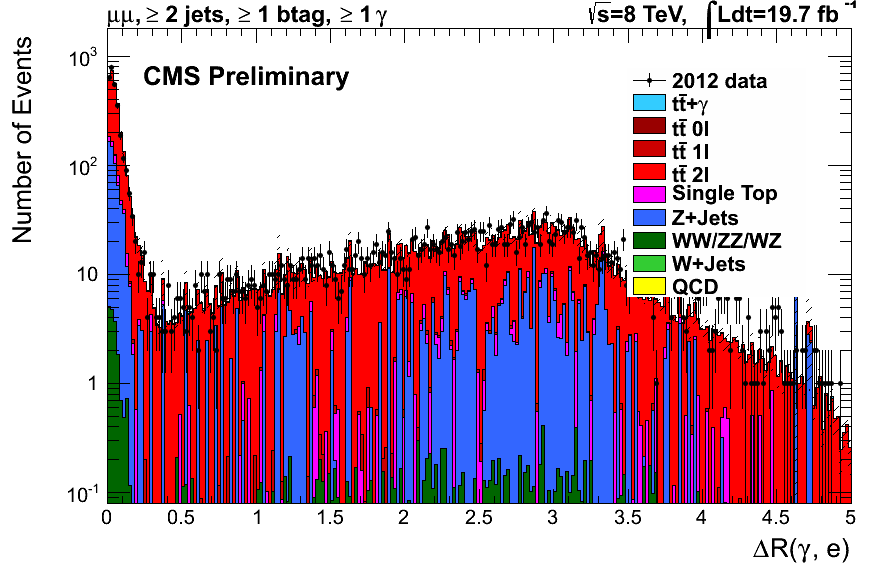 μμ, ≥ 2 jets, ≥ 1 btag, ≥ 1 γ √s=8 TeV, ∫Ldt=19.7 fb⁻¹
CMS Preliminary
Number of Events
10³
10²
10
1
10⁻¹
2012 data
tt̄+γ
tt̄ 0l
tt̄ 1l
tt̄ 2l
Single Top
Z+Jets
WW/ZZ/WZ
W+Jets
QCD
0 0.5 1 1.5 2 2.5 3 3.5 4 4.5 5
ΔR(γ, e)